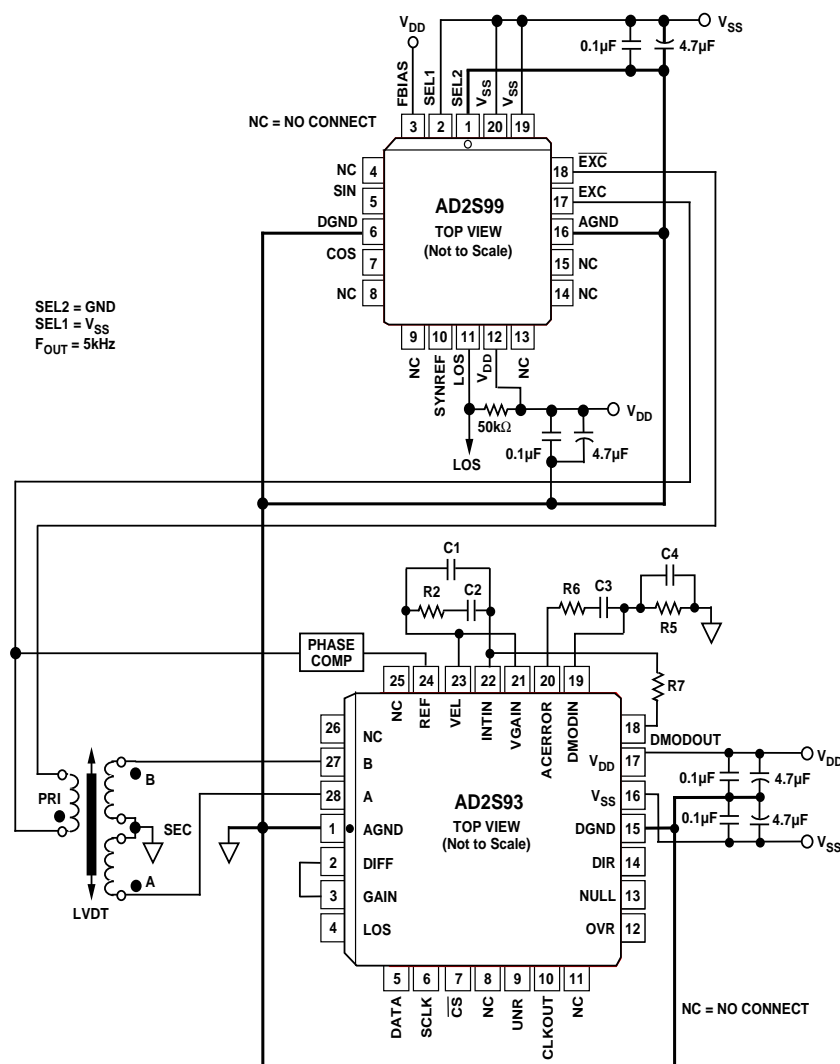 VDD
VSS
0.1µF
4.7µF
FBIAS
SEL1
SEL2
VSS
VSS
NC = NO CONNECT
3
2
1
20
19
NC
4
SIN
5
DGND
6
COS
7
NC
8
AD2S99
TOP VIEW
(Not to Scale)
18
EXC
17
EXC
16
AGND
15
NC
14
NC
SEL2 = GND
SEL1 = VSS
FOUT = 5kHz
9
10
11
12
13
NC
SYNREF
LOS
VDD
NC
VDD
50kΩ
0.1µF
4.7µF
LOS
C1
R2
C2
C4
R6
C3
R5
PHASE
COMP
R7
25
24
23
22
21
20
19
NC
REF
VEL
INTIN
VGAIN
ACERROR
DMODIN
18
DMODOUT
26
NC
27
B
28
A
1
AGND
2
DIFF
3
GAIN
4
LOS
AD2S93
TOP VIEW
(Not to Scale)
VDD
17
VSS
16
DGND
15
DIR
14
NULL
13
OVR
12
VDD
0.1µF
4.7µF
0.1µF
4.7µF
VSS
PRI
B
SEC
A
LVDT
5
6
7
8
9
10
11
DATA
SCLK
CS
NC
UNR
CLKOUT
NC
NC = NO CONNECT